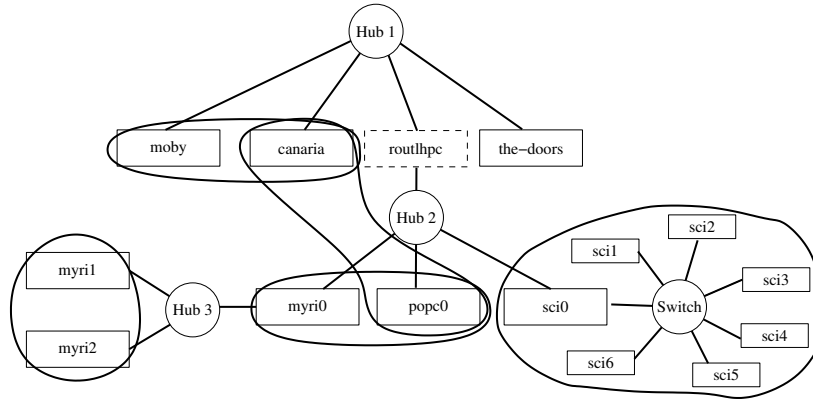 Hub 1
moby
canaria
routlhpc
the−doors
Hub 2
sci2
sci1
myri1
sci3
Hub 3
myri0
popc0
sci0
Switch
sci4
myri2
sci6
sci5